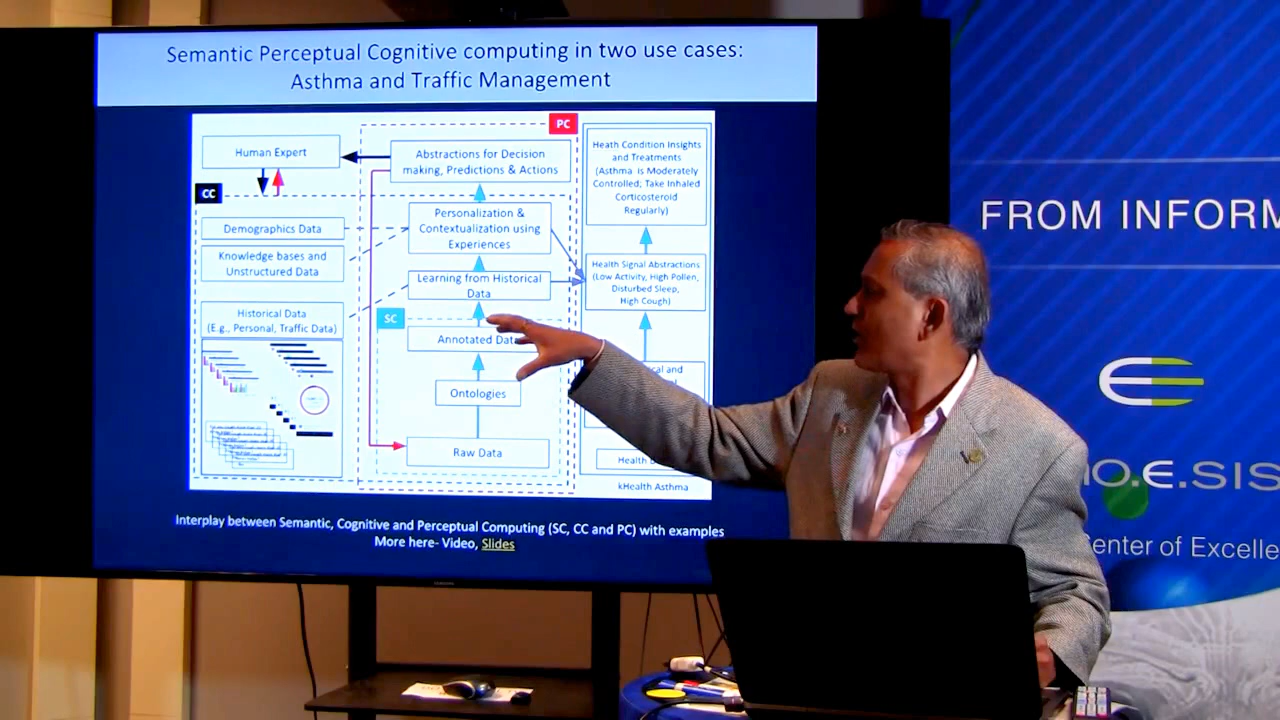 Semantic Perceptual Cognitive computing in two use cases:
Asthma and Traffic Management
PC
Human Expert
Abstractions for Decision
making, Predictions & Actions
Heath Condition Insights
and Treatments
(Asthma is Moderately
Controlled; Take Inhaled
Corticosteroid
Regularly)
CC
Demographics Data
Personalization &
Contextualization using
Experiences
Knowledge bases and
Unstructured Data
Learning from Historical
Data
Health Signal Abstractions
(Low Activity, High Pollen,
Disturbed Sleep,
High Cough)
Historical Data
(E.g., Personal, Traffic Data)
SC
Annotated Data
Ontologies
Raw Data
and
Health
kHealth Asthma
Interplay between Semantic, Cognitive and Perceptual Computing (SC, CC and PC) with examples
More here- Video, Slides
FROM INFORM
O.E.SIS
enter of Excelle